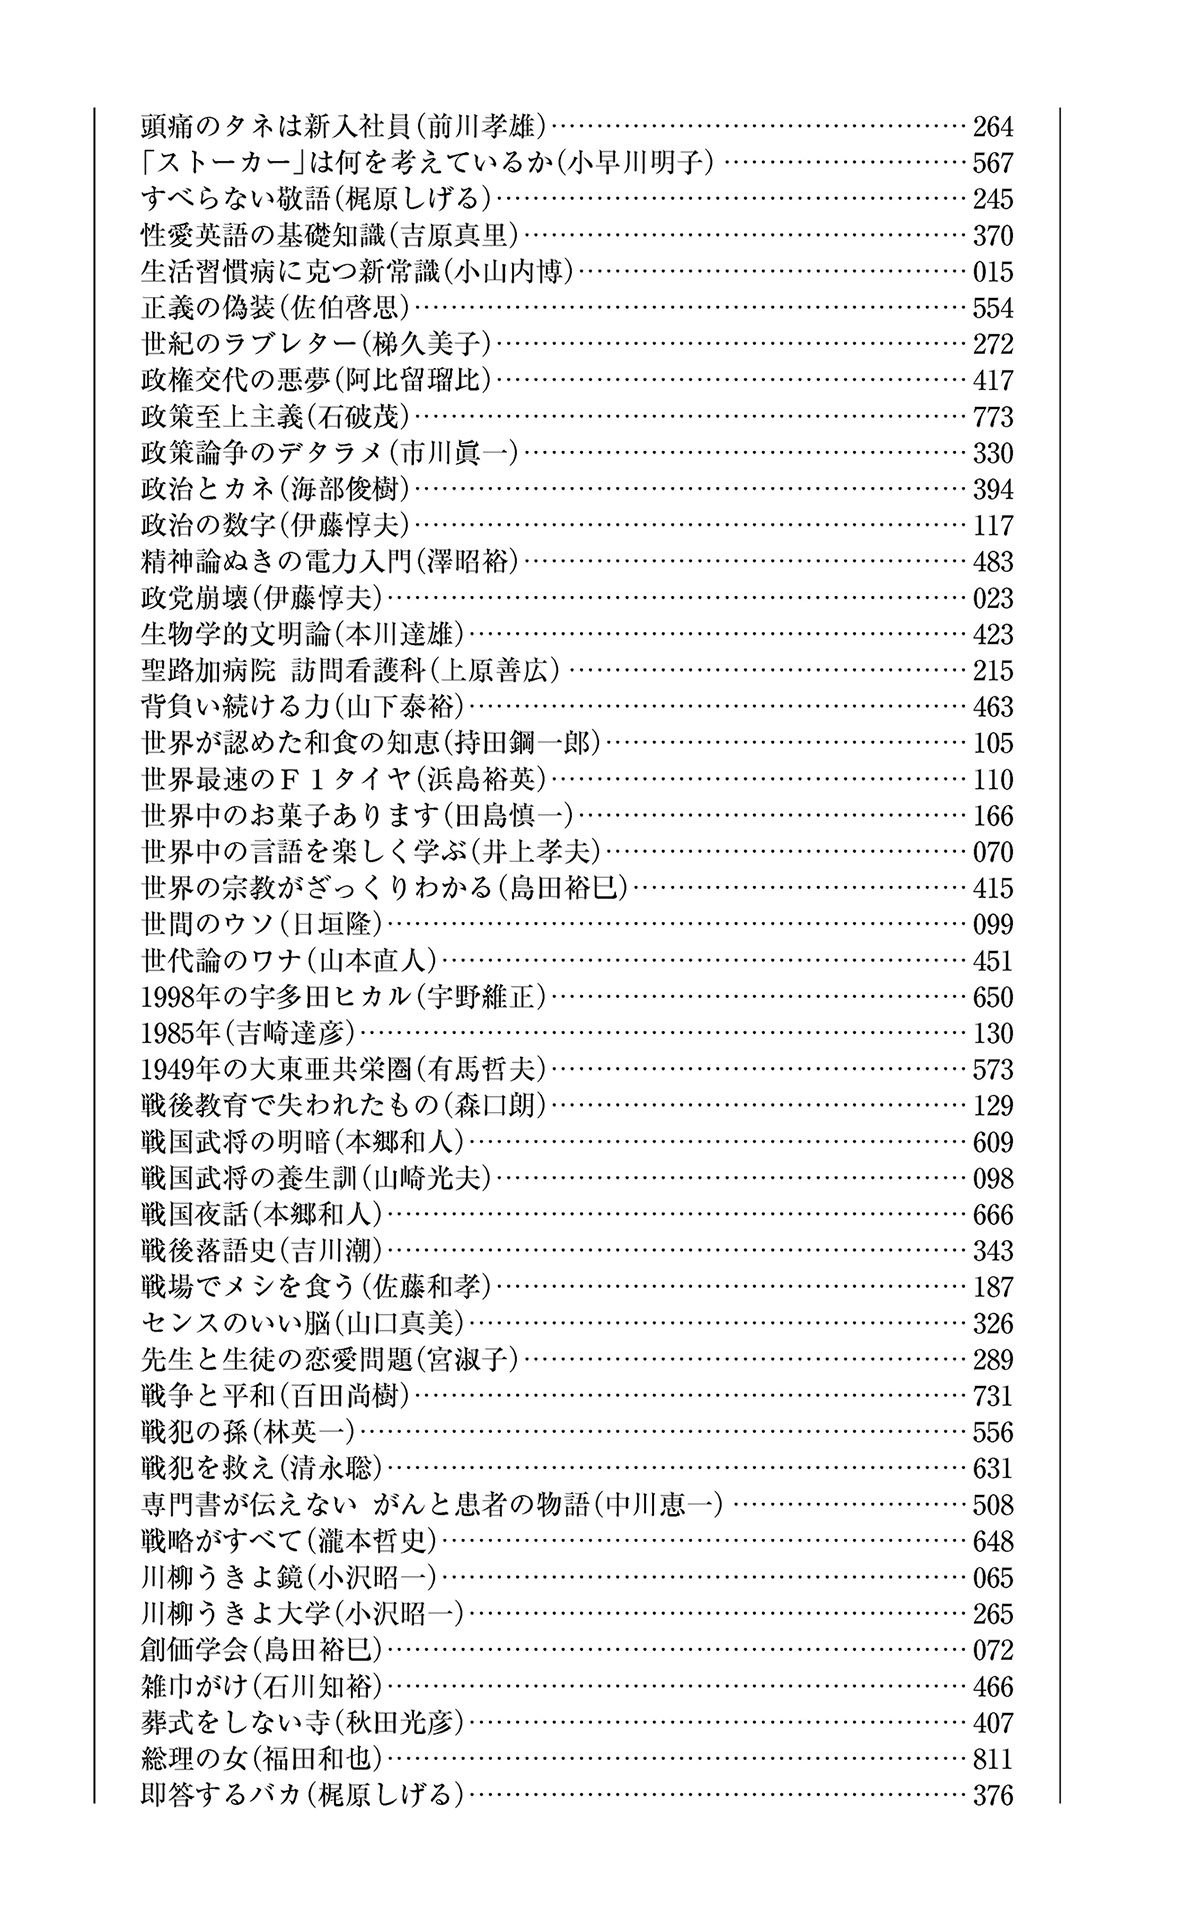 頭痛のタネは新入社員(前川孝雄)……………………………………… 264
「ストーカー」は何を考えているか(小早川明子) ……………………… 567
すべらない敬語(梶原しげる)…………………………………………… 245
性愛英語の基礎知識(吉原真里)………………………………………… 370
生活習慣病に克つ新常識(小山内博)…………………………………… 015
正義の偽装(佐伯啓思)…………………………………………………… 554
世紀のラブレター(梯久美子)…………………………………………… 272
政権交代の悪夢(阿比留瑠比)…………………………………………… 417
政策至上主義(石破茂)…………………………………………………… 773
政策論争のデタラメ(市川眞一)………………………………………… 330
政治とカネ(海部俊樹)…………………………………………………… 394
政治の数字(伊藤惇夫)…………………………………………………… 117
精神論ぬきの電力入門(澤昭裕)………………………………………… 483
政党崩壊(伊藤惇夫)……………………………………………………… 023
生物学的文明論(本川達雄)……………………………………………… 423
聖路加病院 訪問看護科(上原善広) …………………………………… 215
背負い続ける力(山下泰裕)……………………………………………… 463
世界が認めた和食の知恵(持田鋼一郎)………………………………… 105
世界最速のF1タイヤ(浜島裕英)……………………………………… 110
世界中のお菓子あります(田島慎一)…………………………………… 166
世界中の言語を楽しく学ぶ(井上孝夫)………………………………… 070
世界の宗教がざっくりわかる(島田裕巳)……………………………… 415
世間のウソ(日垣隆)……………………………………………………… 099
世代論のワナ(山本直人)………………………………………………… 451
1998年の宇多田ヒカル(宇野維正)……………………………………… 650
1985年(吉崎達彦)………………………………………………………… 130
1949年の大東亜共栄圏(有馬哲夫)……………………………………… 573
戦後教育で失われたもの(森口朗)……………………………………… 129
戦国武将の明暗(本郷和人)……………………………………………… 609
戦国武将の養生訓(山崎光夫)…………………………………………… 098
戦国夜話(本郷和人)……………………………………………………… 666
戦後落語史(吉川潮)……………………………………………………… 343
戦場でメシを食う(佐藤和孝)…………………………………………… 187
センスのいい脳(山口真美)……………………………………………… 326
先生と生徒の恋愛問題(宮淑子)………………………………………… 289
戦争と平和(百田尚樹)…………………………………………………… 731
戦犯の孫(林英一)………………………………………………………… 556
戦犯を救え(清永聡)……………………………………………………… 631
専門書が伝えない がんと患者の物語(中川恵一) …………………… 508
戦略がすべて(瀧本哲史)………………………………………………… 648
川柳うきよ鏡(小沢昭一)………………………………………………… 065
川柳うきよ大学(小沢昭一)……………………………………………… 265
創価学会(島田裕巳)……………………………………………………… 072
雑巾がけ(石川知裕)……………………………………………………… 466
葬式をしない寺(秋田光彦)……………………………………………… 407
総理の女(福田和也)……………………………………………………… 811
即答するバカ(梶原しげる)……………………………………………… 376